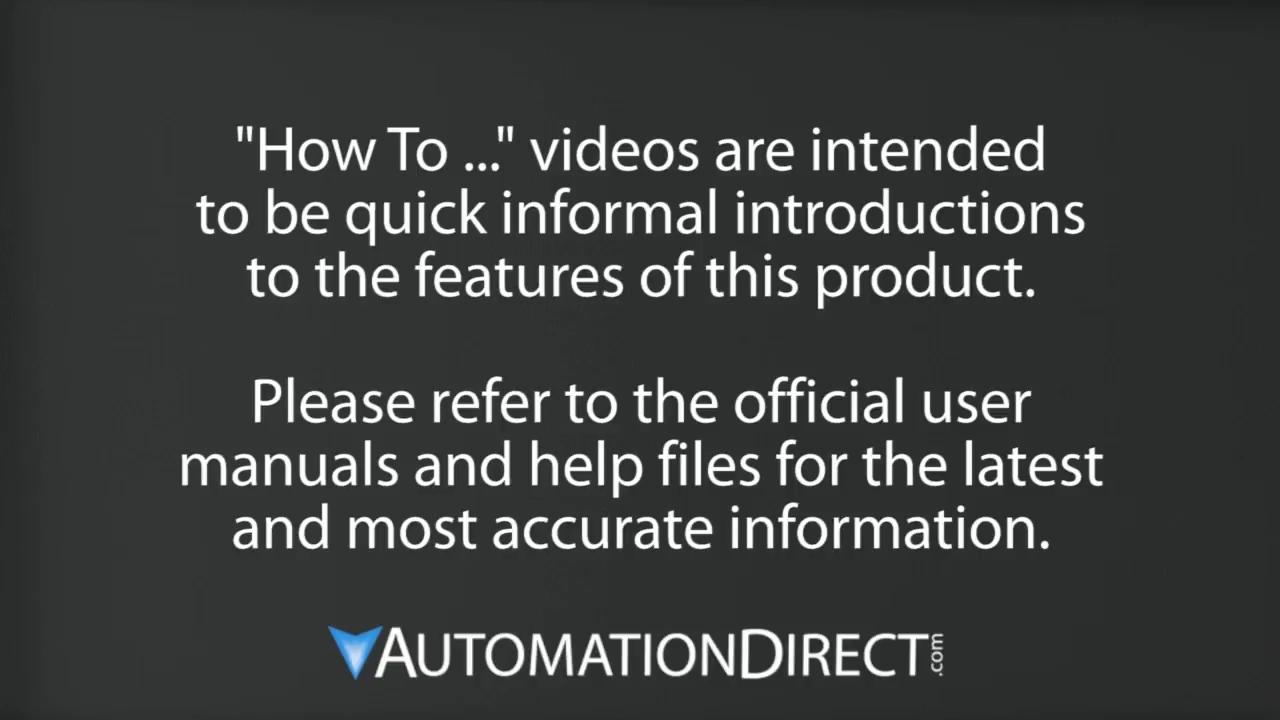 "How To ..." videos are intended
to be quick informal introductions
to the features of this product.
Please refer to the official user
manuals and help files for the latest
and most accurate information.
AUTOMATIONDIRECT.com